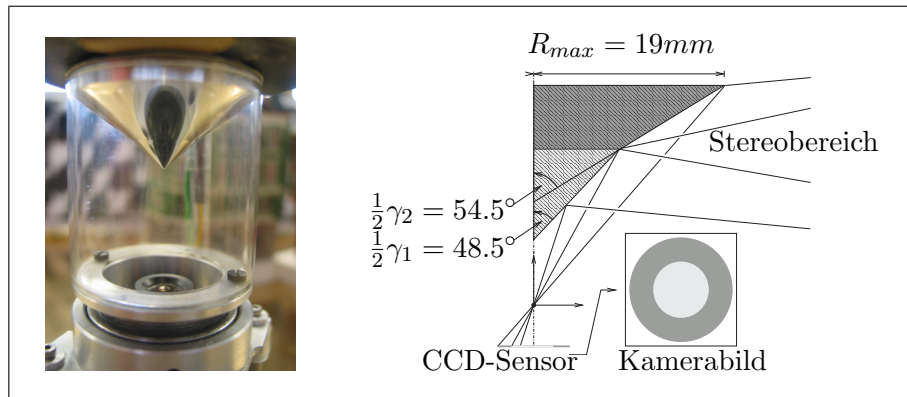 R_max = 19mm
Stereobereich
½γ₂ = 54.5°
½γ₁ = 48.5°
CCD-Sensor
Kamerabild